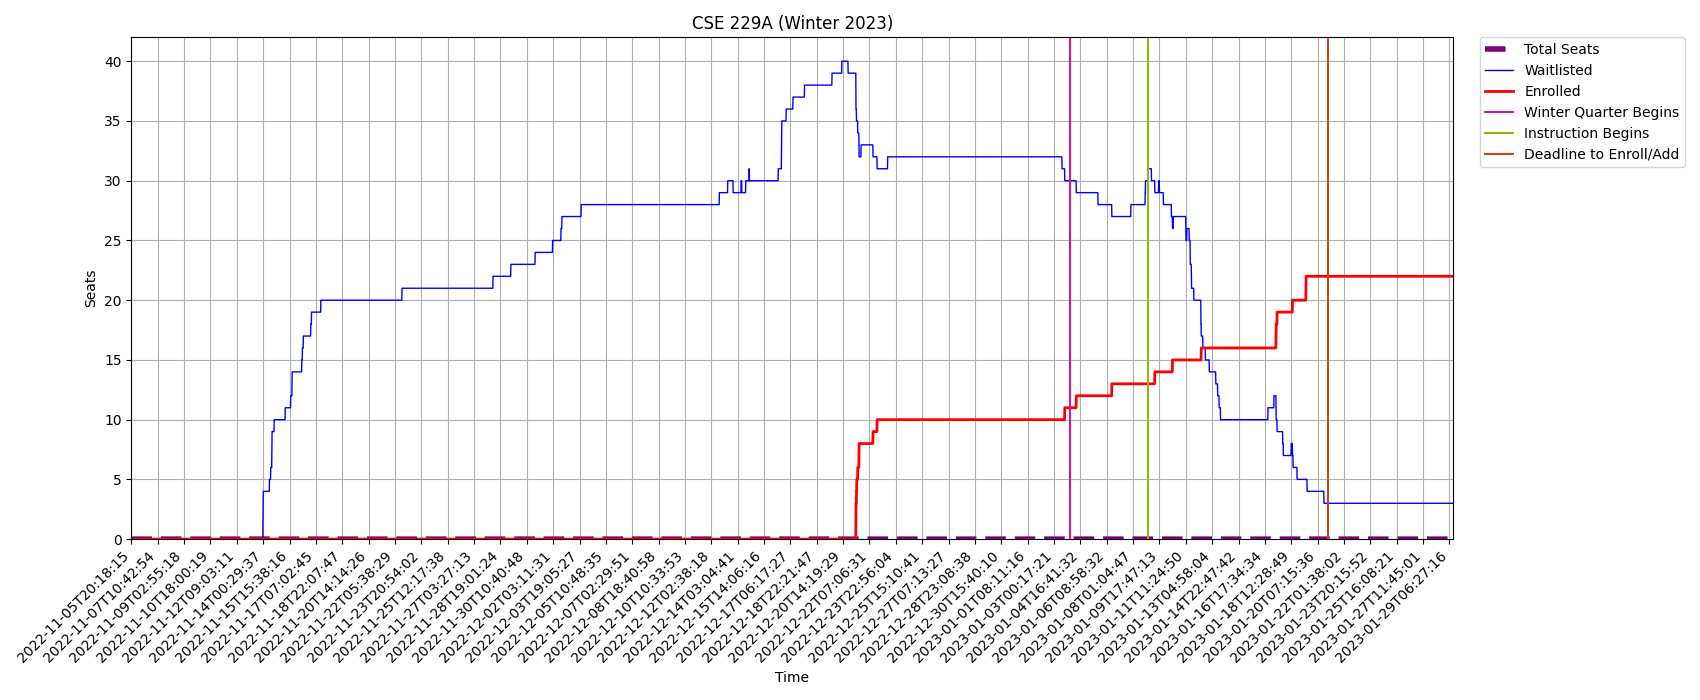 CSE 229A (Winter 2023)
Total Seats
Waitlisted
Enrolled
Winter Quarter Begins
Instruction Begins
Deadline to Enroll/Add
Seats
40
35
30
25
20
15
10
5
0
2022-11-05T20:18:15
2022-11-07T10:42:54
2022-11-09T02:55:18
2022-11-10T18:00:19
2022-11-12T09:03:11
2022-11-14T00:29:37
2022-11-15T15:38:16
2022-11-17T07:02:45
2022-11-18T22:07:47
2022-11-20T14:14:26
2022-11-22T05:38:29
2022-11-23T20:54:02
2022-11-25T12:17:38
2022-11-27T03:27:13
2022-11-28T19:01:24
2022-11-30T10:40:48
2022-12-02T03:11:31
2022-12-03T19:05:27
2022-12-05T10:48:35
2022-12-07T02:29:51
2022-12-08T18:40:58
2022-12-10T10:33:53
2022-12-12T02:38:18
2022-12-14T03:04:41
2022-12-15T14:06:16
2022-12-17T06:17:27
2022-12-18T22:21:47
2022-12-20T14:19:29
2022-12-22T07:06:31
2022-12-23T22:56:04
2022-12-25T15:10:41
2022-12-27T07:13:27
2022-12-28T23:08:38
2022-12-30T15:40:10
2023-01-01T08:11:16
2023-01-03T00:17:21
2023-01-04T16:41:32
2023-01-06T08:58:32
2023-01-08T01:04:47
2023-01-09T17:47:13
2023-01-11T11:24:50
2023-01-13T04:58:04
2023-01-14T22:47:42
2023-01-16T17:34:34
2023-01-18T12:28:49
2023-01-20T07:15:36
2023-01-22T01:38:02
2023-01-23T20:15:52
2023-01-25T16:08:21
2023-01-27T11:45:01
2023-01-29T06:27:16
Time